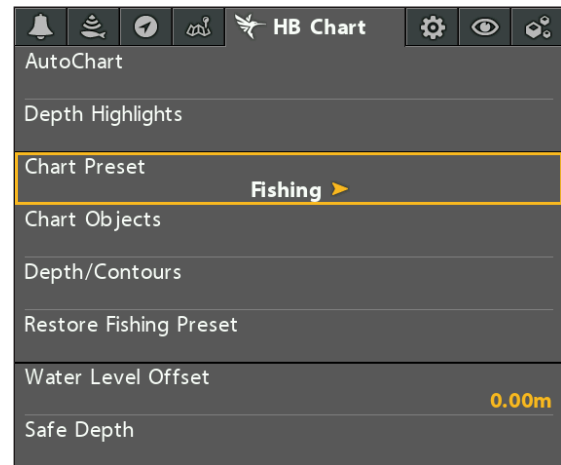 HB Chart
AutoChart
Depth Highlights
Chart Preset
Fishing
Chart Objects
Depth/Contours
Restore Fishing Preset
Water Level Offset
0.00m
Safe Depth